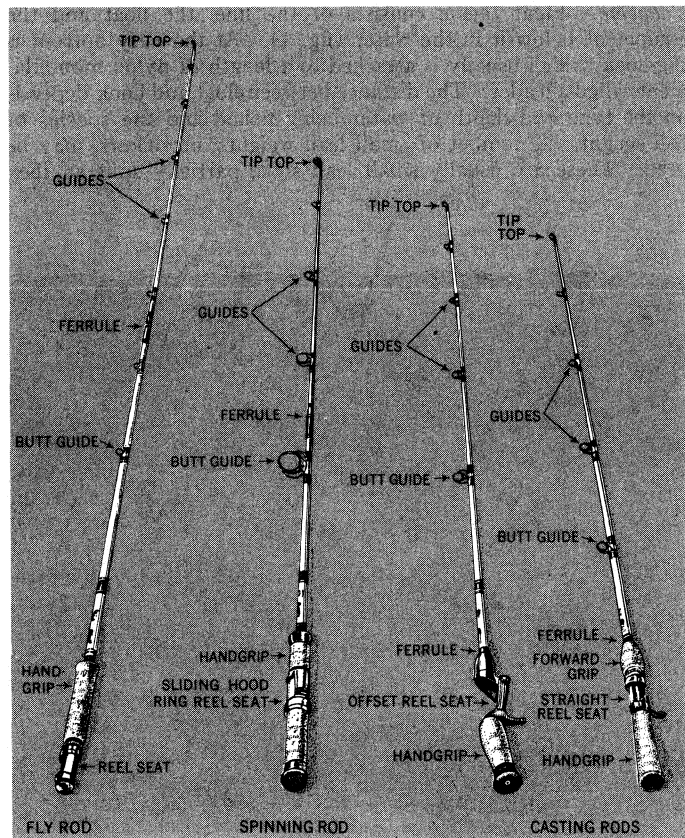 TIP TOP
GUIDES
FERRULE
BUTT GUIDE
HAND-
GRIP
REEL SEAT
FLY ROD
TIP TOP
GUIDES
FERRULE
BUTT GUIDE
HANDGRIP
SLIDING HOOD
RING REEL SEAT
SPINNING ROD
TIP TOP
GUIDES
BUTT GUIDE
FERRULE
OFFSET REEL SEAT
HANDGRIP
TIP
TOP
GUIDES
BUTT GUIDE
FERRULE
FORWARD
GRIP
STRAIGHT
REEL SEAT
HANDGRIP
CASTING RODS